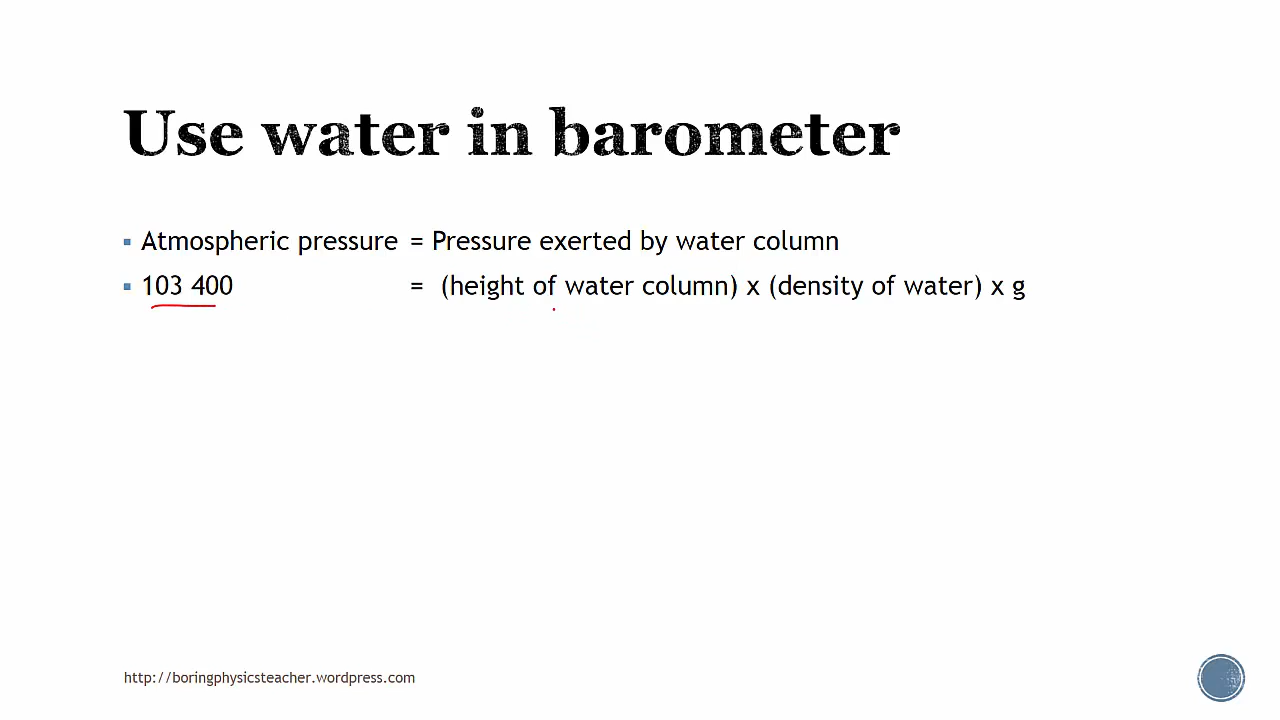 Use water in barometer
▪ Atmospheric pressure = Pressure exerted by water column
▪ 103 400 = (height of water column) x (density of water) x g
http://boringphysicsteacher.wordpress.com